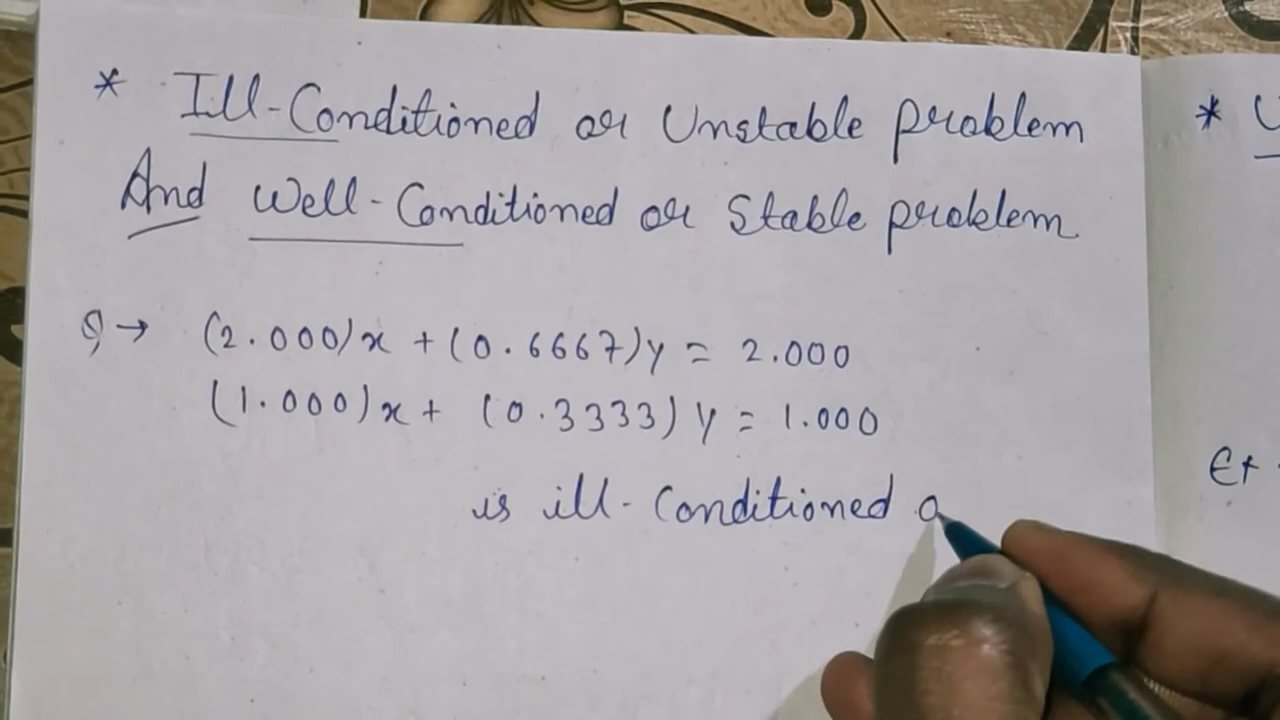 * Ill-Conditioned or Unstable problem
And Well-Conditioned or Stable problem
Q → (2.000)x + (0.6667)y = 2.000
(1.000)x + (0.3333)y = 1.000
is ill-Conditioned o
* U
Ex